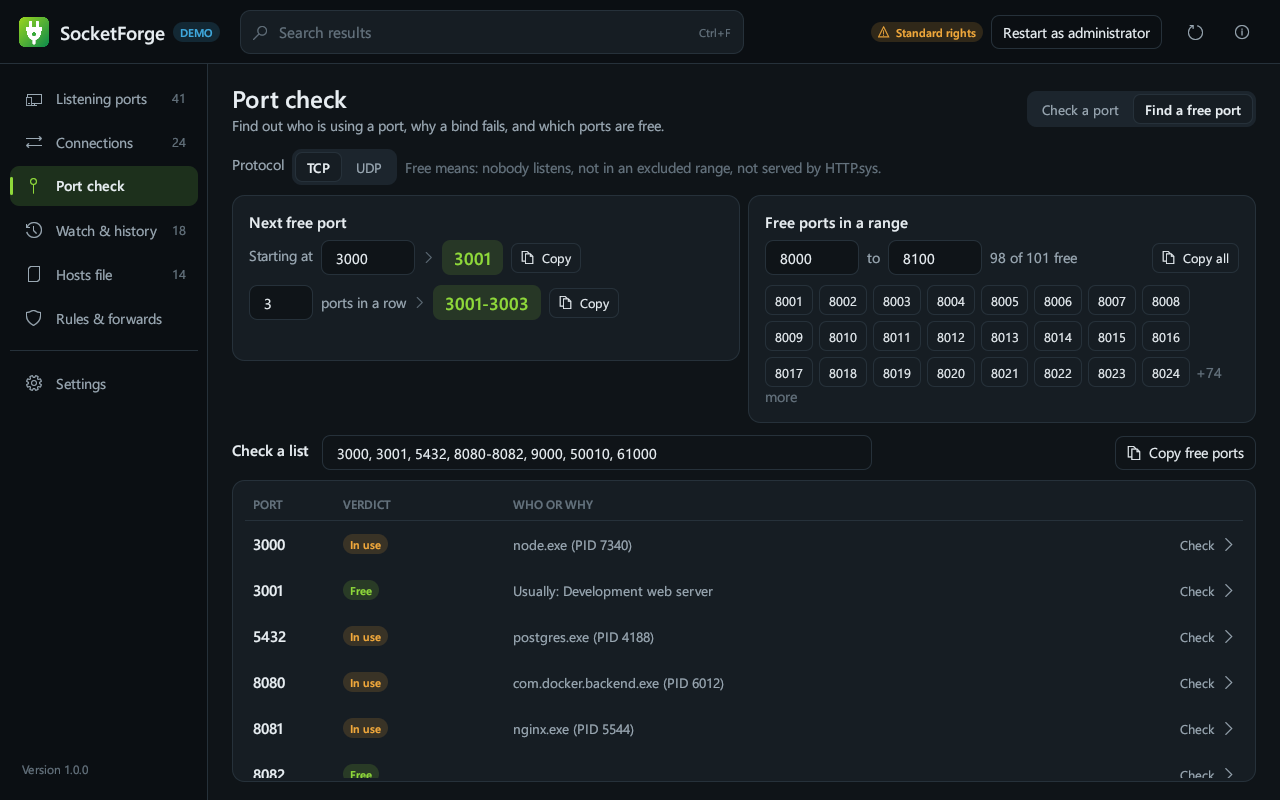 SocketForge DEMO
Search results Ctrl+F
Standard rights
Restart as administrator
Listening ports 41
Connections 24
Port check
Watch & history 18
Hosts file 14
Rules & forwards
Settings
Version 1.0.0
Port check
Find out who is using a port, why a bind fails, and which ports are free.
Check a port Find a free port
Protocol TCP UDP Free means: nobody listens, not in an excluded range, not served by HTTP.sys.
Next free port
Starting at 3000 3001 Copy
3 ports in a row 3001-3003 Copy
Free ports in a range
8000 to 8100 98 of 101 free Copy all
8001 8002 8003 8004 8005 8006 8007 8008
8009 8010 8011 8012 8013 8014 8015 8016
8017 8018 8019 8020 8021 8022 8023 8024 +74
more
Check a list 3000, 3001, 5432, 8080-8082, 9000, 50010, 61000 Copy free ports
PORT VERDICT WHO OR WHY
3000 In use node.exe (PID 7340) Check
3001 Free Usually: Development web server Check
5432 In use postgres.exe (PID 4188) Check
8080 In use com.docker.backend.exe (PID 6012) Check
8081 In use nginx.exe (PID 5544) Check
8082 Free Check